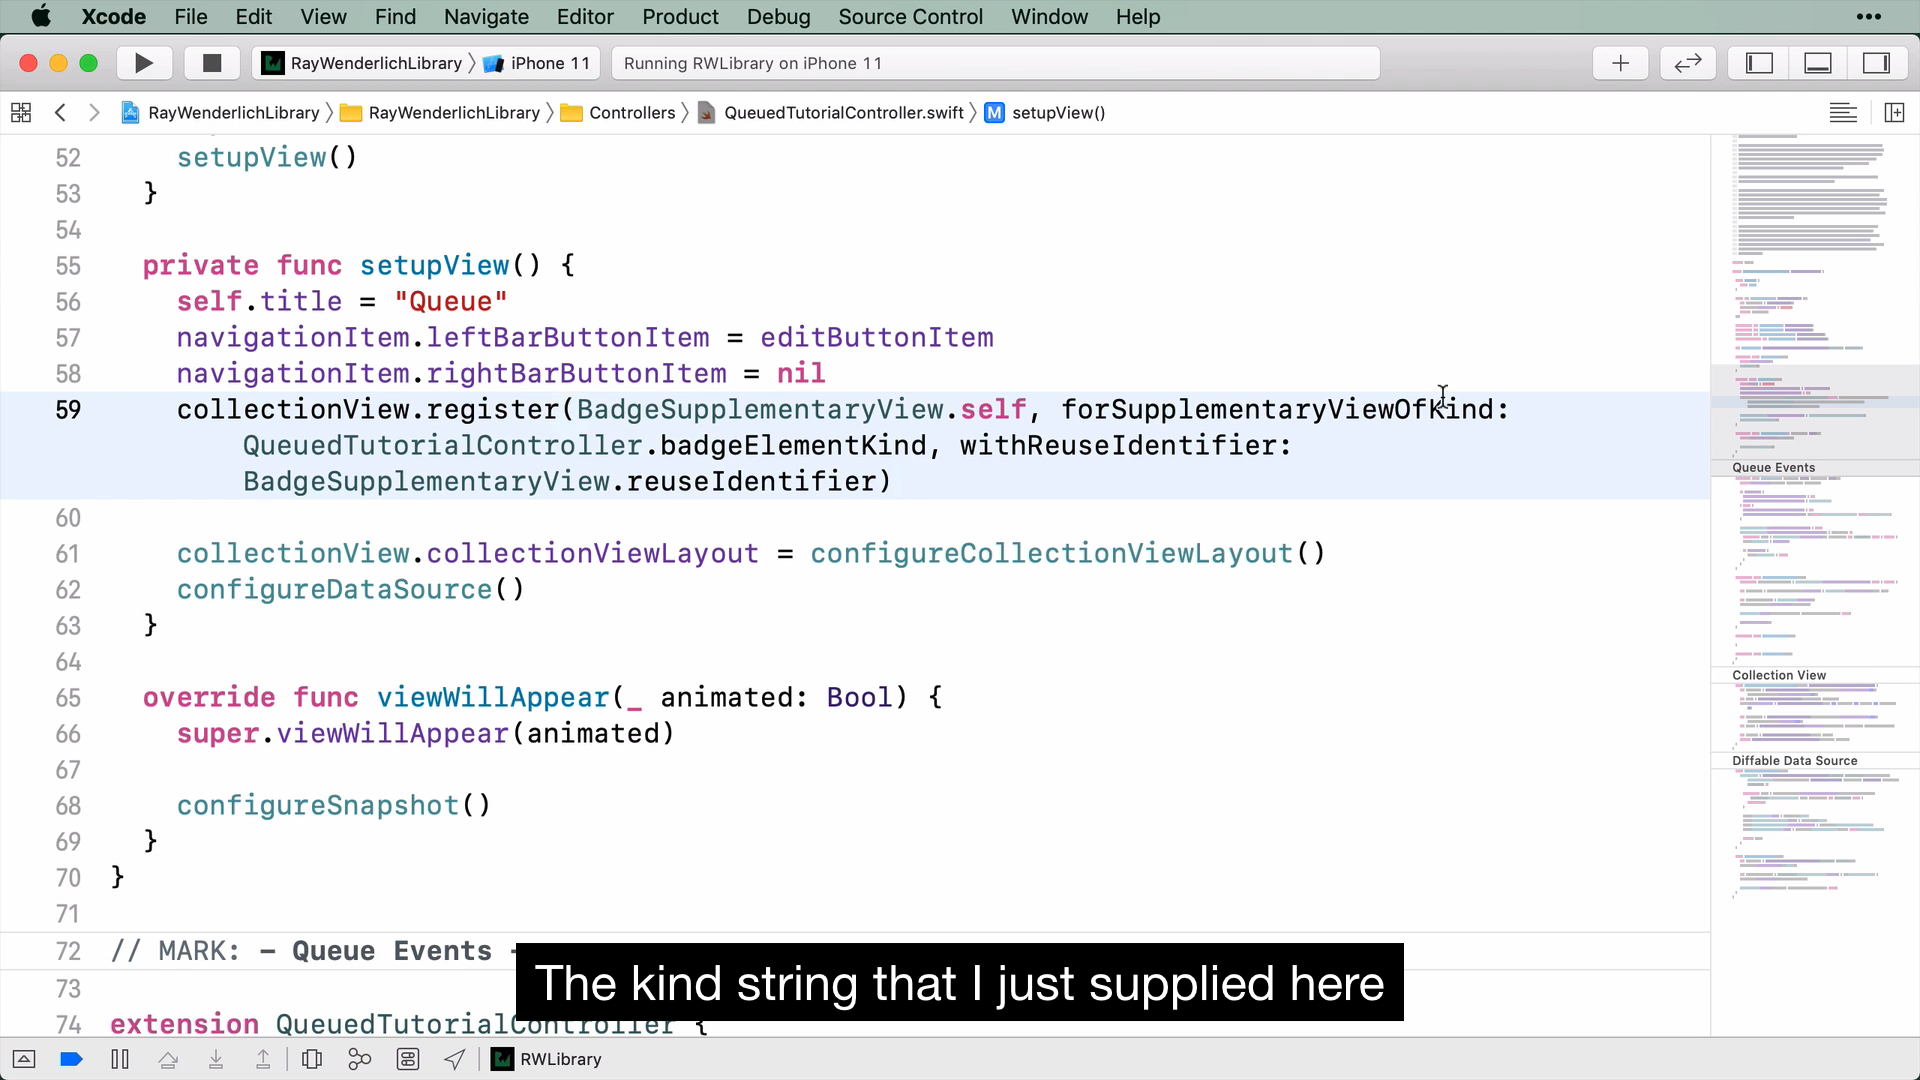 Xcode File Edit View Find Navigate Editor Product Debug Source Control Window Help
RayWenderlichLibrary iPhone 11 Running RWLibrary on iPhone 11
RayWenderlichLibrary RayWenderlichLibrary Controllers QueuedTutorialController.swift M setupView()
52 setupView()
53 }
54
55 private func setupView() {
56 self.title = "Queue"
57 navigationItem.leftBarButtonItem = editButtonItem
58 navigationItem.rightBarButtonItem = nil
59 collectionView.register(BadgeSupplementaryView.self, forSupplementaryViewOfKind:
QueuedTutorialController.badgeElementKind, withReuseIdentifier:
BadgeSupplementaryView.reuseIdentifier)
60
61 collectionView.collectionViewLayout = configureCollectionViewLayout()
62 configureDataSource()
63 }
64
65 override func viewWillAppear(_ animated: Bool) {
66 super.viewWillAppear(animated)
67
68 configureSnapshot()
69 }
70 }
71
72 // MARK: - Queue Events -
73
74 extension QueuedTutorialController {
Queue Events
Collection View
Diffable Data Source
The kind string that I just supplied here
RWLibrary